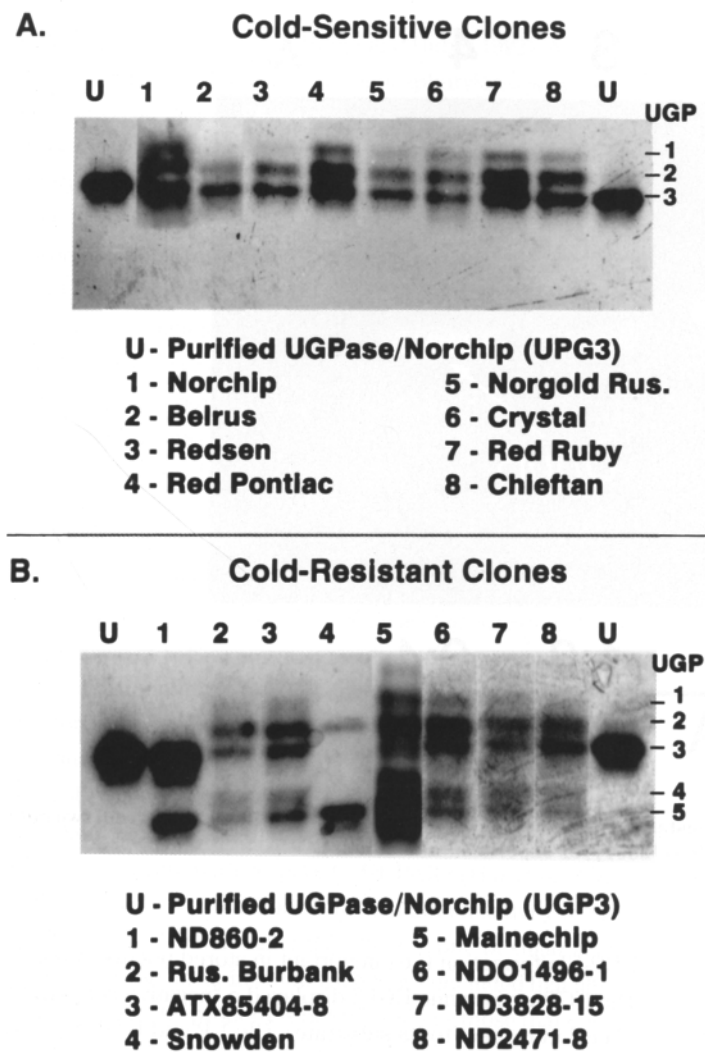 A. Cold-Sensitive Clones
U 1 2 3 4 5 6 7 8 U
UGP
1
2
3
U - Purified UGPase/Norchip (UPG3)
1 - Norchip 5 - Norgold Rus.
2 - Belrus 6 - Crystal
3 - Redsen 7 - Red Ruby
4 - Red Pontiac 8 - Chieftan
B. Cold-Resistant Clones
U 1 2 3 4 5 6 7 8 U
UGP
1
2
3
4
5
U - Purified UGPase/Norchip (UGP3)
1 - ND860-2 5 - Mainechip
2 - Rus. Burbank 6 - NDO1496-1
3 - ATX85404-8 7 - ND3828-15
4 - Snowden 8 - ND2471-8